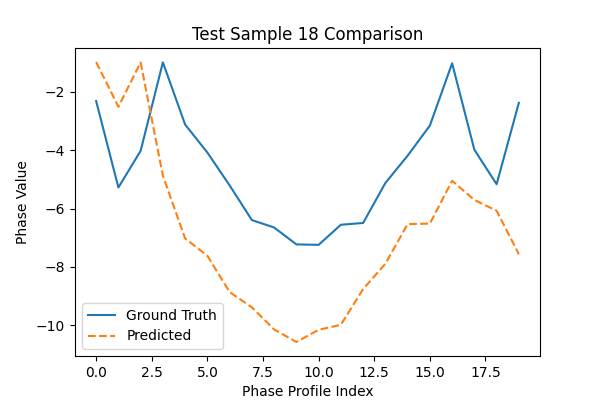 Test Sample 18 Comparison
Phase Value
−2
−4
−6
−8
−10
Ground Truth
Predicted
0.0 2.5 5.0 7.5 10.0 12.5 15.0 17.5
Phase Profile Index